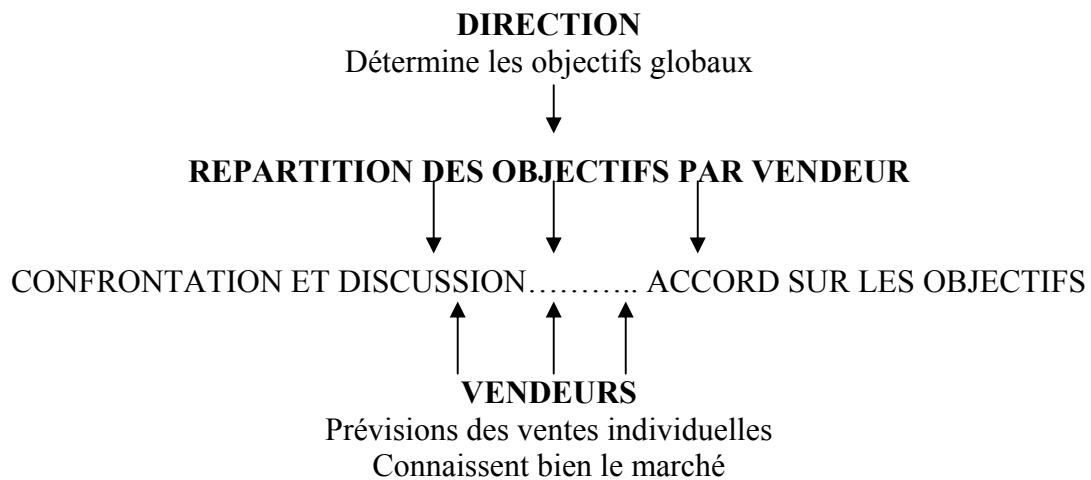 DIRECTION
Détermine les objectifs globaux
REPARTITION DES OBJECTIFS PAR VENDEUR
CONFRONTATION ET DISCUSSION……….. ACCORD SUR LES OBJECTIFS
VENDEURS
Prévisions des ventes individuelles
Connaissent bien le marché